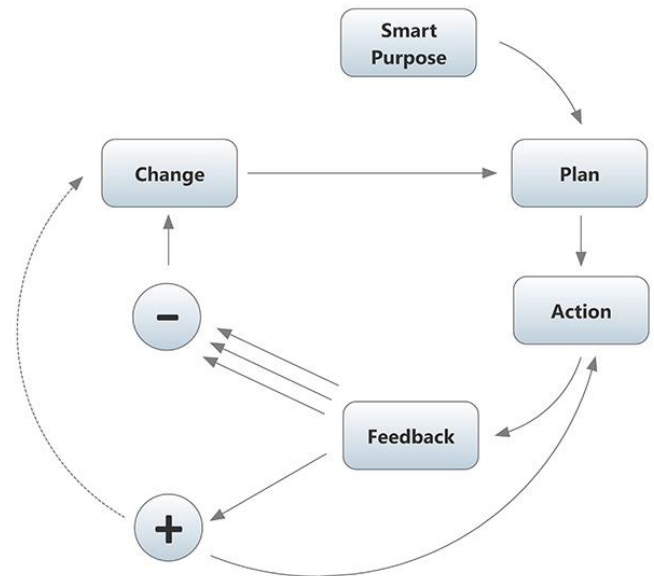 Smart
Purpose
Change
Plan
-
Action
Feedback
+